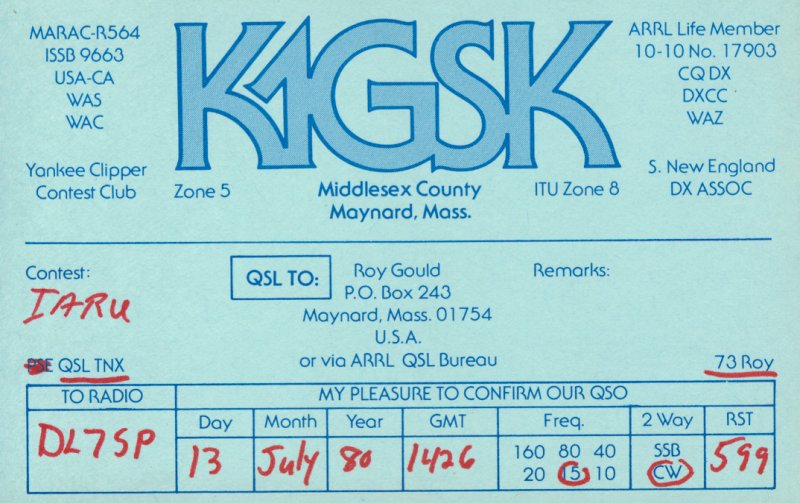 MARAC-R564
ISSB 9663
USA-CA
WAS
WAC
K1GSK
ARRL Life Member
10-10 No. 17903
CQ DX
DXCC
WAZ
Yankee Clipper
Contest Club
Zone 5
Middlesex County
Maynard, Mass.
ITU Zone 8
S. New England
DX ASSOC
Contest:
IARU
QSL TO:
Roy Gould
P.O. Box 243
Maynard, Mass. 01754
U.S.A.
or via ARRL QSL Bureau
Remarks:
PSE QSL TNX
73 Roy
TO RADIO
MY PLEASURE TO CONFIRM OUR QSO
Day Month Year GMT Freq. 2 Way RST
DL7SP
13 July 80 1426
160 80 40
20 15 10
SSB
CW
599